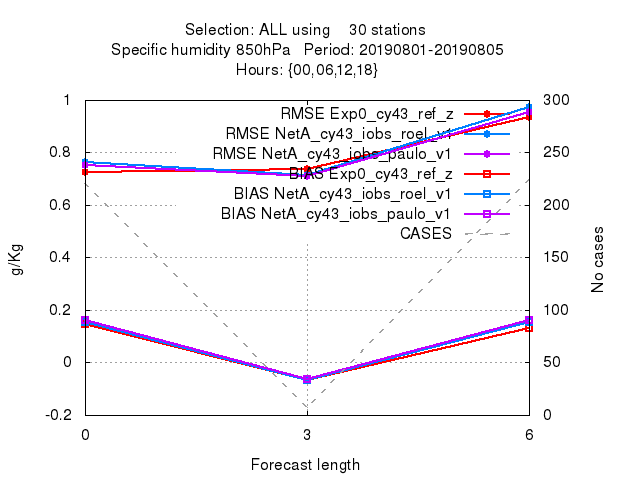 Selection: ALL using 30 stations
Specific humidity 850hPa Period: 20190801-20190805
Hours: {00,06,12,18}
RMSE Exp0_cy43_ref_z
RMSE NetA_cy43_iobs_roel_v1
RMSE NetA_cy43_iobs_paulo_v1
BIAS Exp0_cy43_ref_z
BIAS NetA_cy43_iobs_roel_v1
BIAS NetA_cy43_iobs_paulo_v1
CASES
1
0.8
0.6
0.4
0.2
0
-0.2
g/Kg
300
250
200
150
100
50
0
No cases
0 3 6
Forecast length